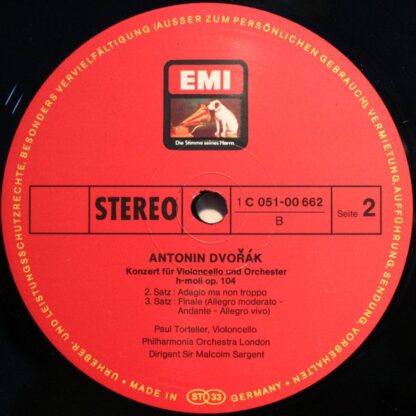 EMI
Die Stimme seines Herrn
STEREO
1 C 051-00 662
B
Seite 2
ANTONIN DVOŘÁK
Konzert für Violoncello und Orchester
h-moll op. 104
2. Satz: Adagio ma non troppo
3. Satz: Finale (Allegro moderato -
Andante - Allegro vivo)
Paul Tortelier, Violoncello
Philharmonia Orchestra London
Dirigent Sir Malcolm Sargent
URHEBER- UND LEISTUNGSSCHUTZRECHTE, BESONDERS VERVIELFÄLTIGUNG (AUSSER ZUM PERSÖNLICHEN GEBRAUCH), VERMIETUNG, AUFFÜHRUNG, SENDUNG VORBEHALTEN
• MADE IN ST 33 GERMANY •